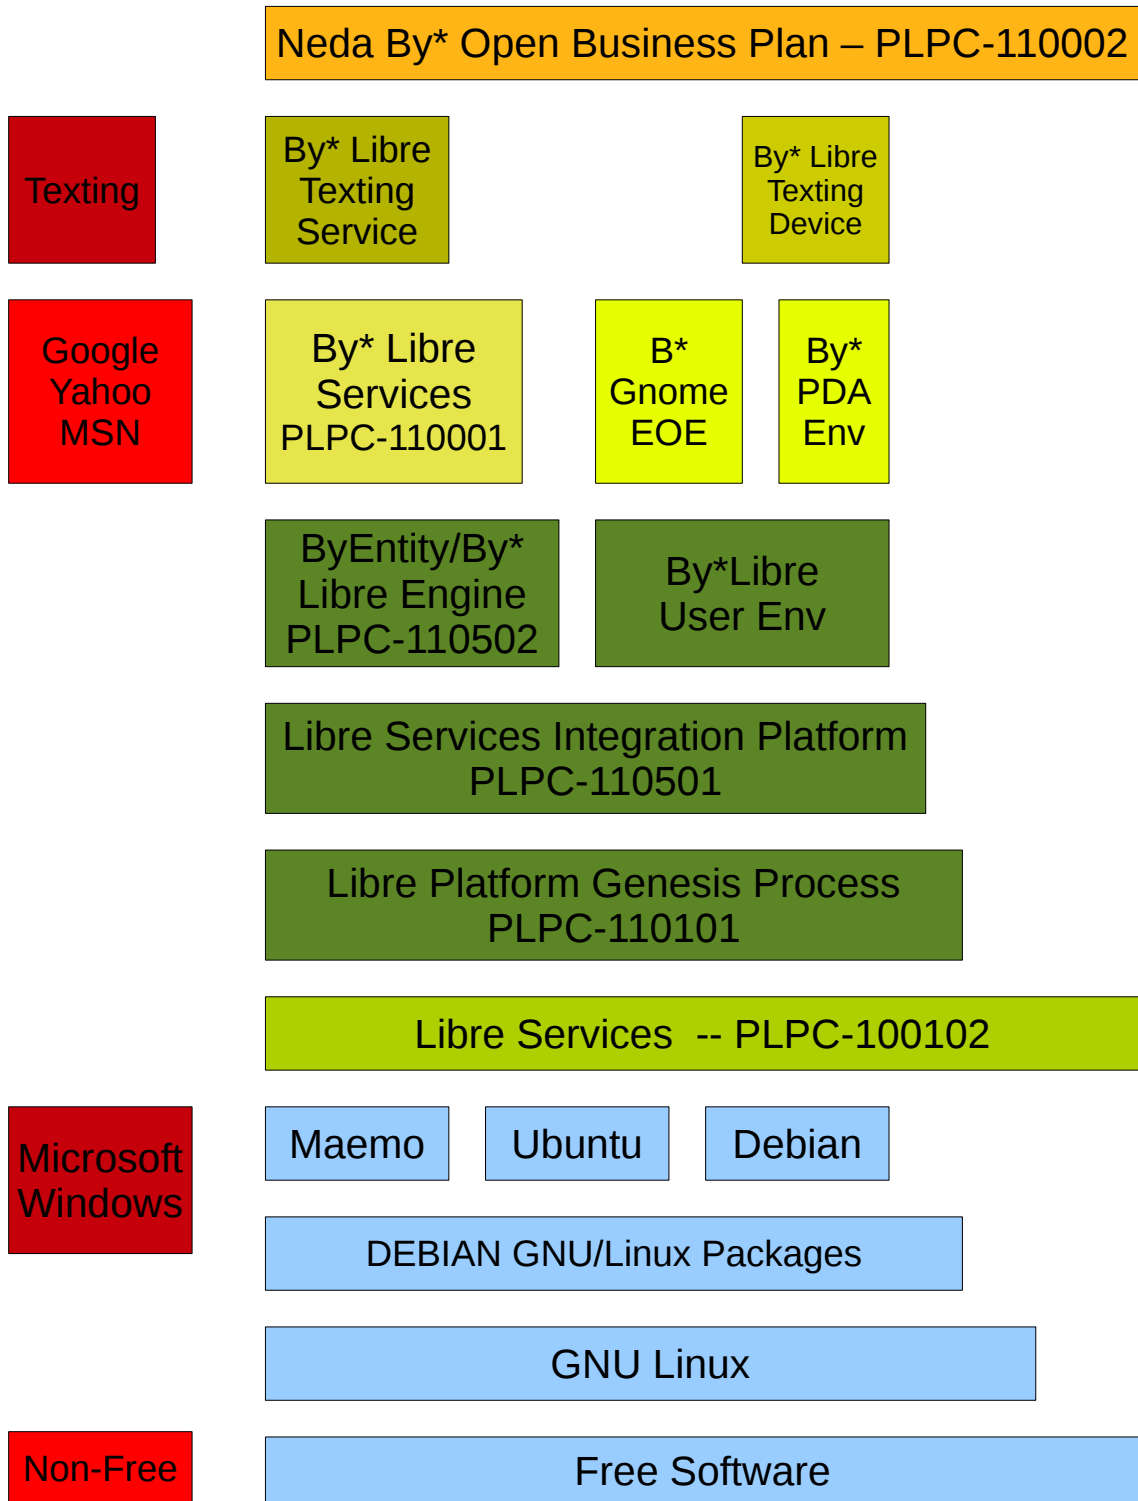 Neda By* Open Business Plan – PLPC-110002
Texting
By* Libre
Texting
Service
By* Libre
Texting
Device
Google
Yahoo
MSN
By* Libre
Services
PLPC-110001
B*
Gnome
EOE
By*
PDA
Env
ByEntity/By*
Libre Engine
PLPC-110502
By*Libre
User Env
Libre Services Integration Platform
PLPC-110501
Libre Platform Genesis Process
PLPC-110101
Libre Services -- PLPC-100102
Microsoft
Windows
Maemo
Ubuntu
Debian
DEBIAN GNU/Linux Packages
GNU Linux
Non-Free
Free Software